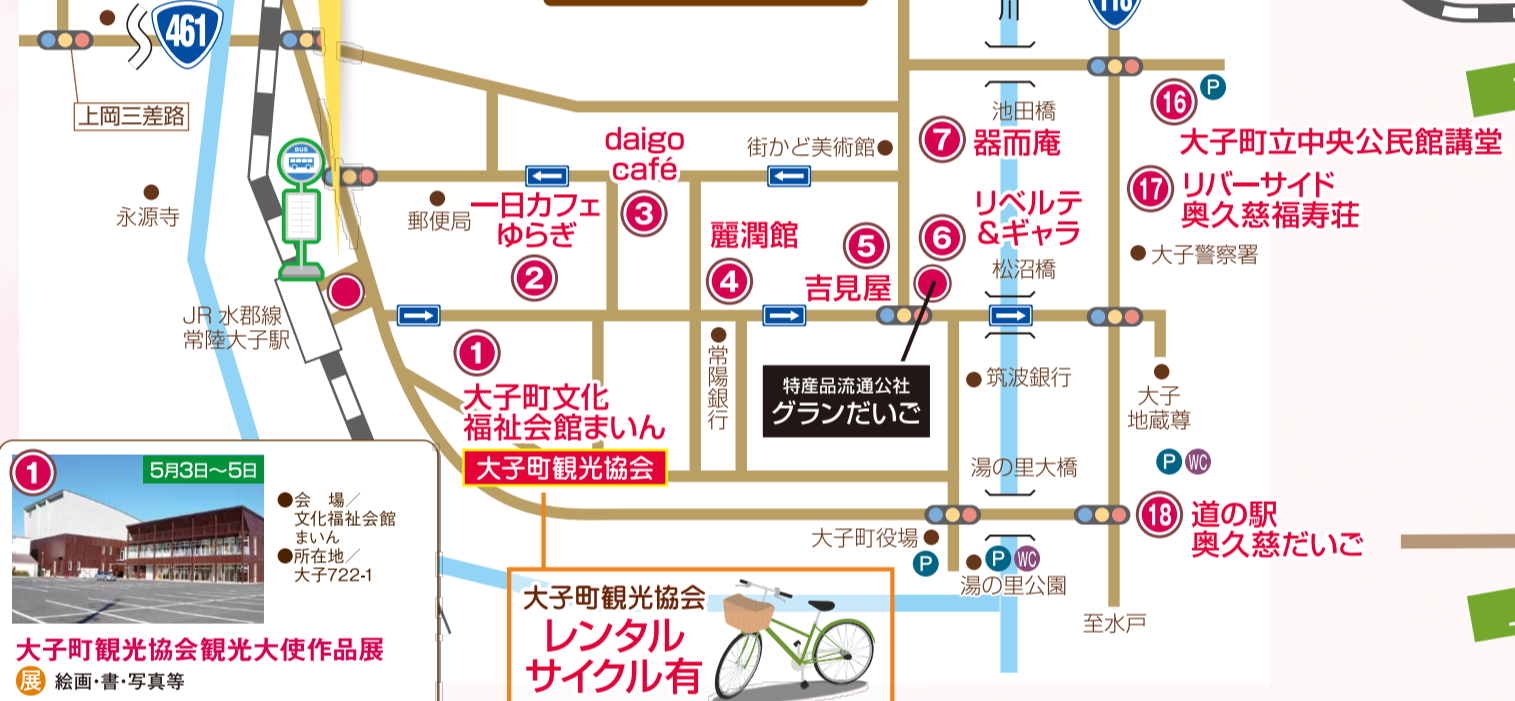 461
川
上岡三差路
BUS
永源寺
JR 水郡線
常陸大子駅
郵便局
一日カフェ
ゆらぎ
2
daigo
café
3
街かど美術館
麗潤館
4
5
吉見屋
池田橋
7
器而庵
6
リベルテ
&ギャラ
松沼橋
16
P
大子町立中央公民館講堂
17
リバーサイド
奥久慈福寿荘
大子警察署
1
大子町文化
福祉会館まいん
大子町観光協会
常陽銀行
特産品流通公社
グランだいご
筑波銀行
大子
地蔵尊
P
WC
湯の里大橋
18
道の駅
奥久慈だいご
大子町役場
P
P
WC
湯の里公園
至水戸
1
5月3日〜5日
●会 場/
文化福祉会館
まいん
●所在地/
大子722-1
大子町観光協会観光大使作品展
展 絵画・書・写真等
大子町観光協会
レンタル
サイクル有